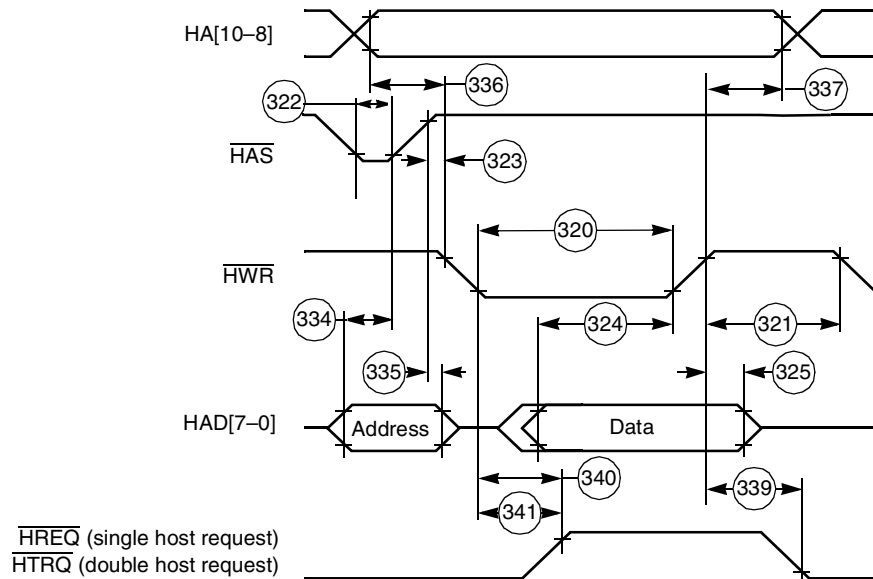 HA[10–8]
336
337
322
HAS
323
320
HWR
334
324
321
335
325
HAD[7–0]
Address
Data
340
339
341
HREQ (single host request)
HTRQ (double host request)